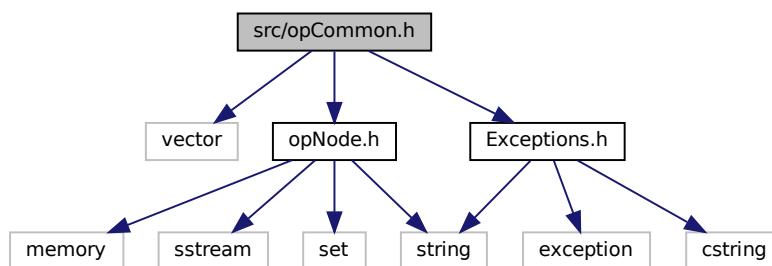 src/opCommon.h
vector
opNode.h
Exceptions.h
memory
sstream
set
string
exception
cstring